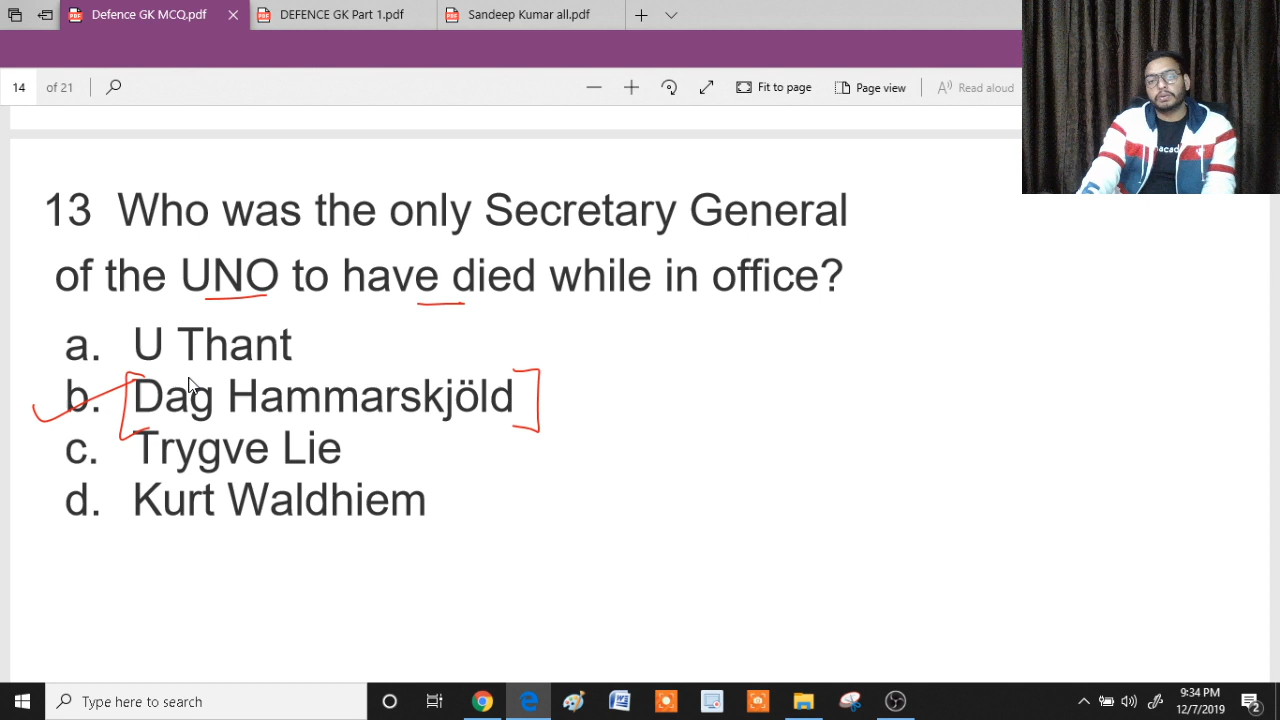 Defence GK MCQ.pdf
DEFENCE GK Part 1.pdf
Sandeep Kumar all.pdf
14 of 21
Fit to page
Page view
Read aloud
13 Who was the only Secretary General
of the UNO to have died while in office?
a. U Thant
b. Dag Hammarskjöld
c. Trygve Lie
d. Kurt Waldhiem
Type here to search
9:34 PM
12/7/2019
2